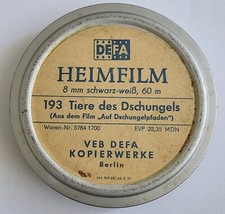 DEFA
HEIMFILM
8 mm schwarz-weiß, 60 m
193 Tiere des Dschungels
(Aus dem Film „Auf Dschungelpfaden")
Waren-Nr. 5784 1700
EVP 22,35 MDN
VEB DEFA
KOPIERWERKE
Berlin